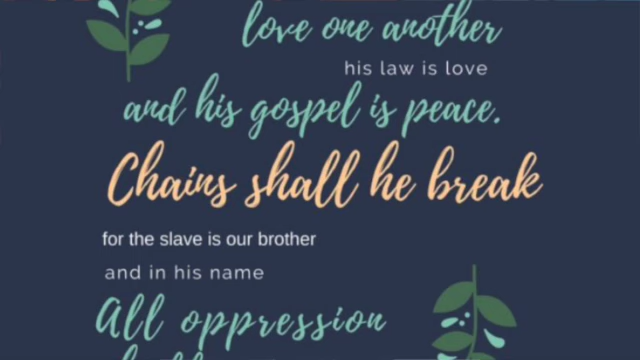 love one another
his law is love
and his gospel is peace.
Chains shall he break
for the slave is our brother
and in his name
All oppression